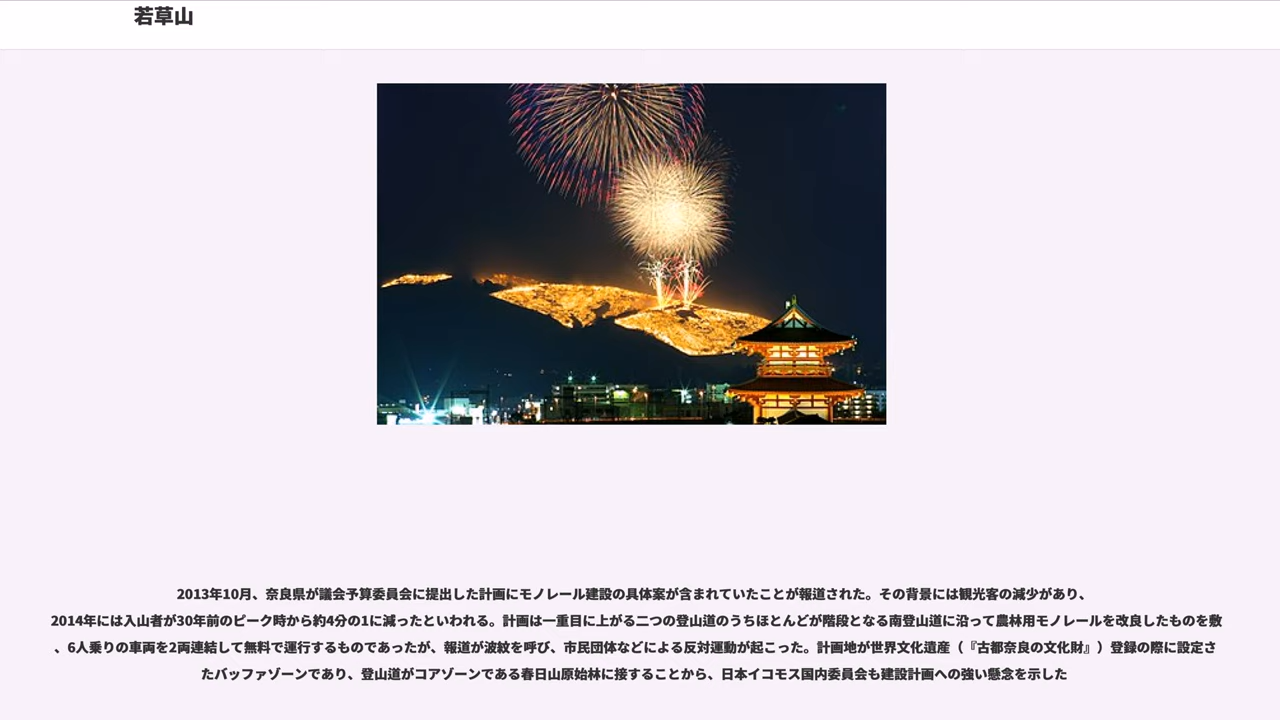 若草山
2013年10月、奈良県が議会予算委員会に提出した計画にモノレール建設の具体案が含まれていたことが報道された。その背景には観光客の減少があり、
2014年には入山者が30年前のピーク時から約4分の1に減ったといわれる。計画は一重目に上がる二つの登山道のうちほとんどが階段となる南登山道に沿って農林用モノレールを改良したものを敷
、6人乗りの車両を2両連結して無料で運行するものであったが、報道が波紋を呼び、市民団体などによる反対運動が起こった。計画地が世界文化遺産（『古都奈良の文化財』）登録の際に設定さ
たバッファゾーンであり、登山道がコアゾーンである春日山原始林に接することから、日本イコモス国内委員会も建設計画への強い懸念を示した